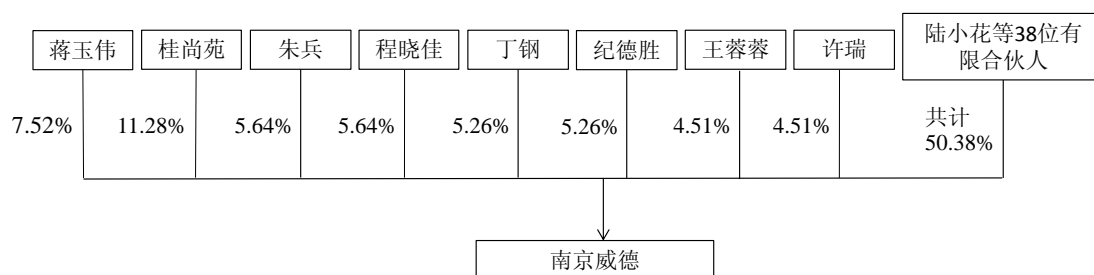 蒋玉伟
桂尚苑
朱兵
程晓佳
丁钢
纪德胜
王蓉蓉
许瑞
陆小花等38位有
限合伙人
7.52%
11.28%
5.64%
5.64%
5.26%
5.26%
4.51%
4.51%
共计
50.38%
南京威德